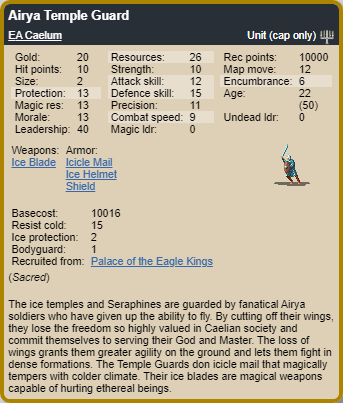 Airya Temple Guard
EA Caelum Unit (cap only)
Gold: 20 Resources: 26 Rec points: 10000
Hit points: 10 Strength: 10 Map move: 12
Size: 2 Attack skill: 12 Encumbrance: 6
Protection: 13 Defence skill: 15 Age: 22
Magic res: 13 Precision: 11 (50)
Morale: 13 Combat speed: 9 Undead ldr: 0
Leadership: 40 Magic ldr: 0
Weapons: Armor:
Ice Blade Icicle Mail
Ice Helmet
Shield
Basecost: 10016
Resist cold: 15
Ice protection: 2
Bodyguard: 1
Recruited from: Palace of the Eagle Kings
(Sacred)
The ice temples and Seraphines are guarded by fanatical Airya
soldiers who have given up the ability to fly. By cutting off their wings,
they lose the freedom so highly valued in Caelian society and
commit themselves to serving their God and Master. The loss of
wings grants them greater agility on the ground and lets them fight in
dense formations. The Temple Guards don icicle mail that magically
tempers with colder climate. Their ice blades are magical weapons
capable of hurting ethereal beings.